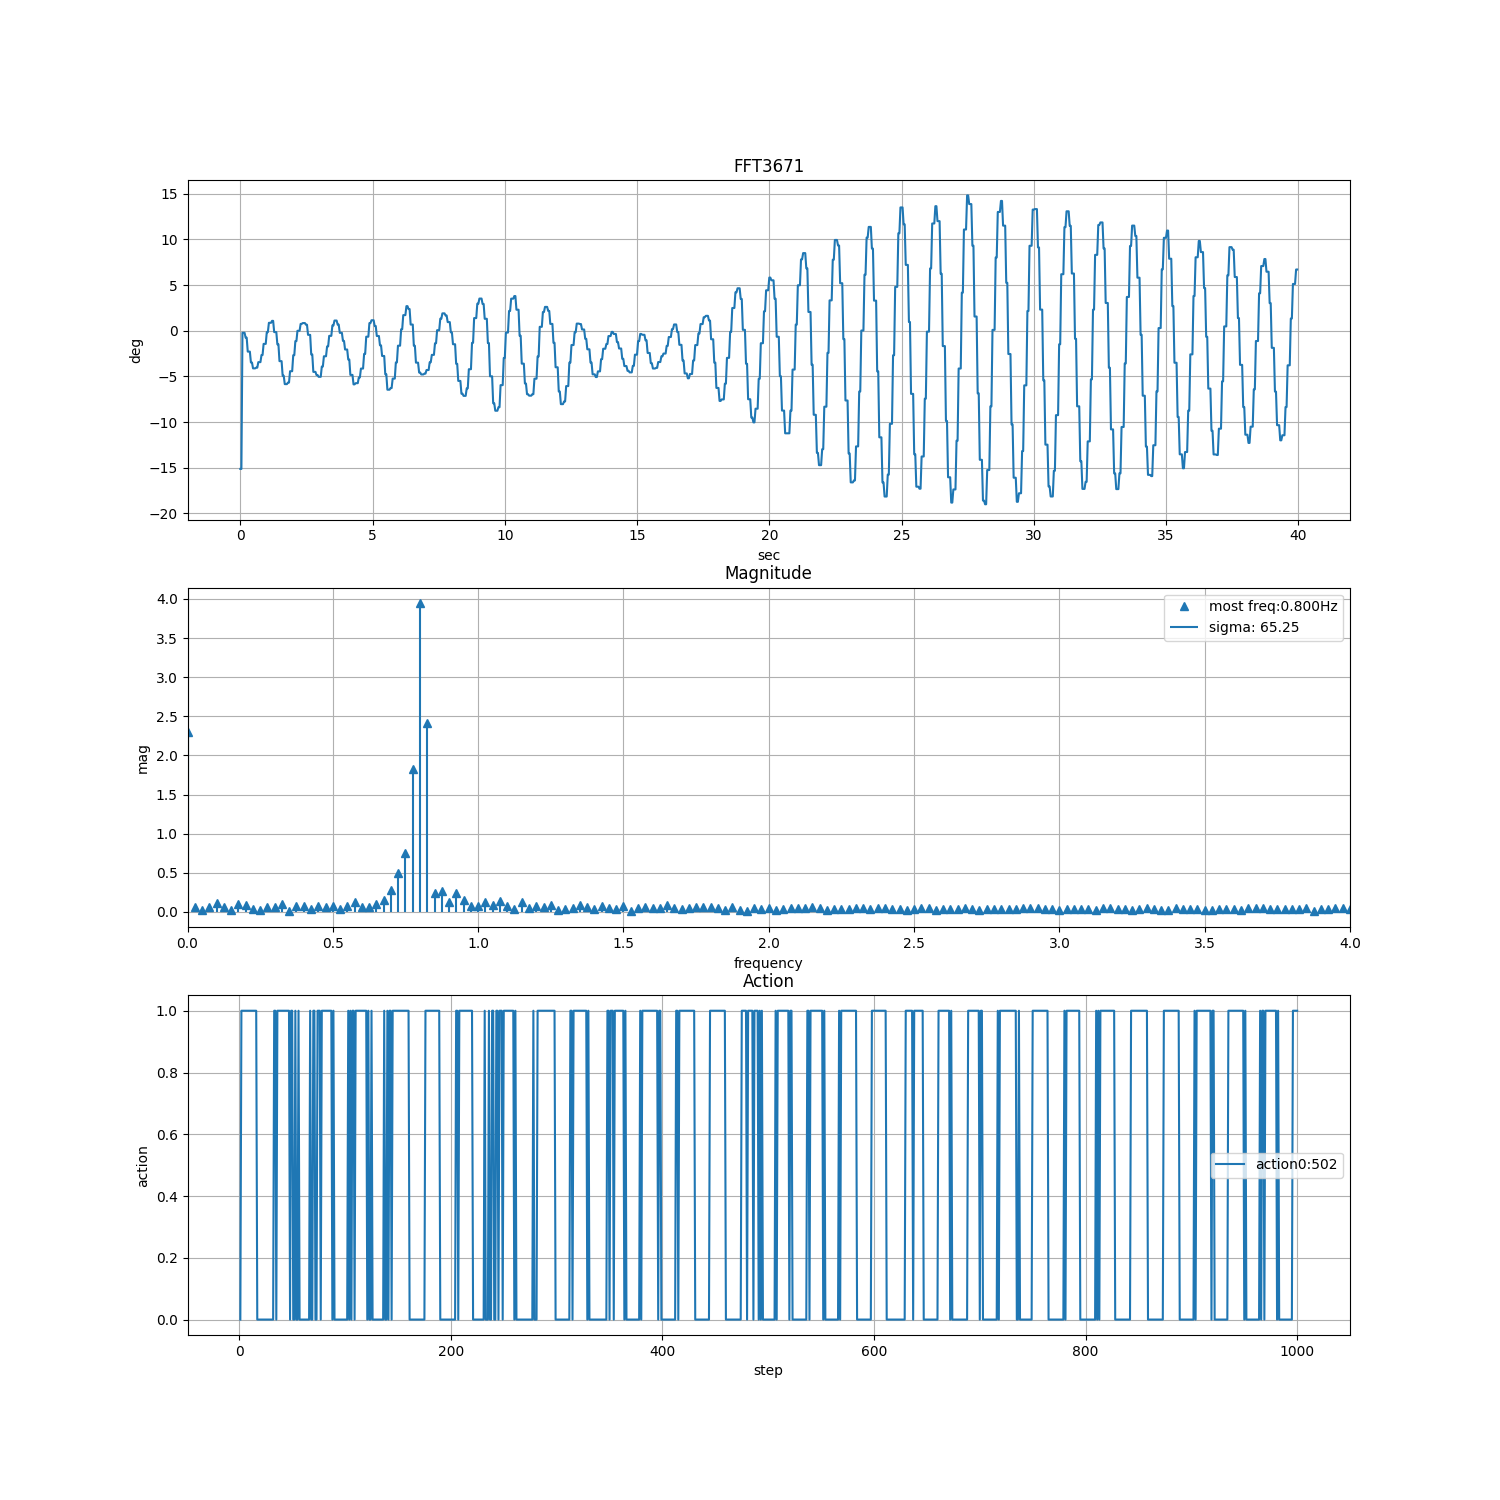 FFT3671
15
10
5
0
−5
−10
−15
−20
deg
0 5 10 15 20 25 30 35 40
sec
Magnitude
4.0
3.5
3.0
2.5
2.0
1.5
1.0
0.5
0.0
mag
most freq:0.800Hz
sigma: 65.25
0.0 0.5 1.0 1.5 2.0 2.5 3.0 3.5 4.0
frequency
Action
1.0
0.8
0.6
0.4
0.2
0.0
action
action0:502
0 200 400 600 800 1000
step